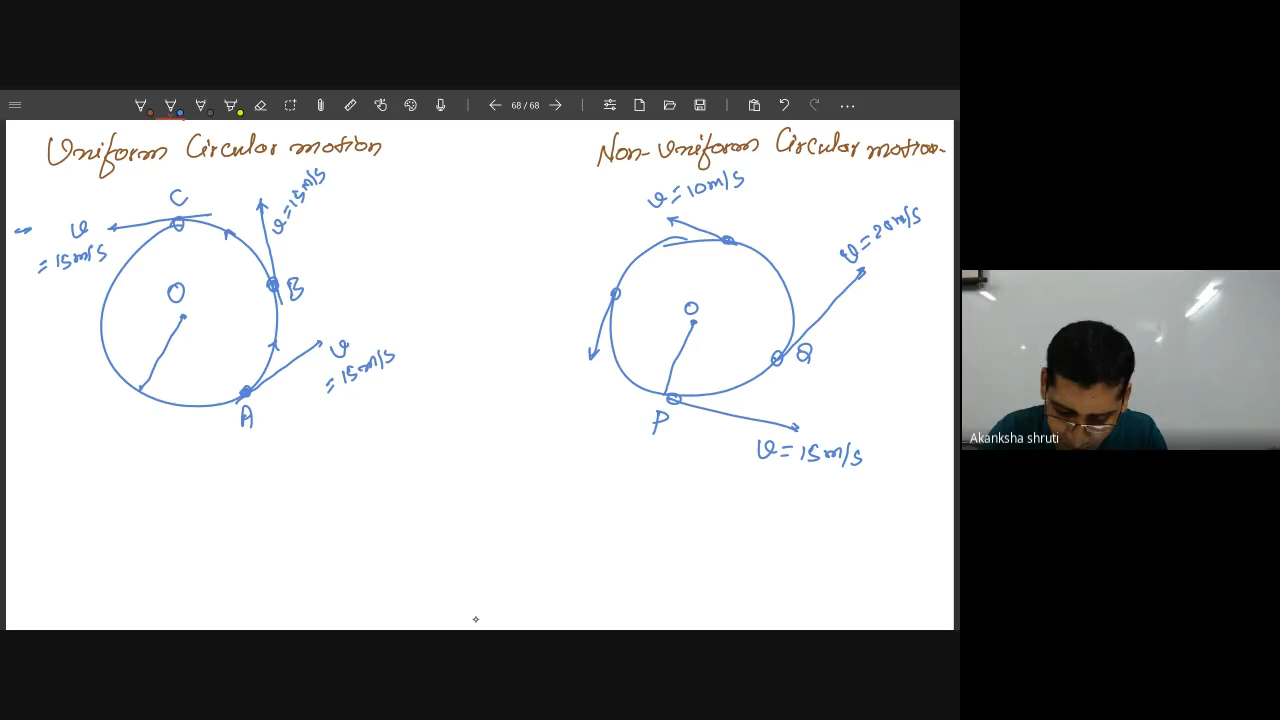 68 / 68
Uniform Circular motion
Non-Uniform Circular motion-
C
v
= 15m/s
v = 15m/s
B
O
v
= 15m/s
A
v = 10m/s
v = 20m/s
O
Q
P
v = 15m/s
Akanksha shruti